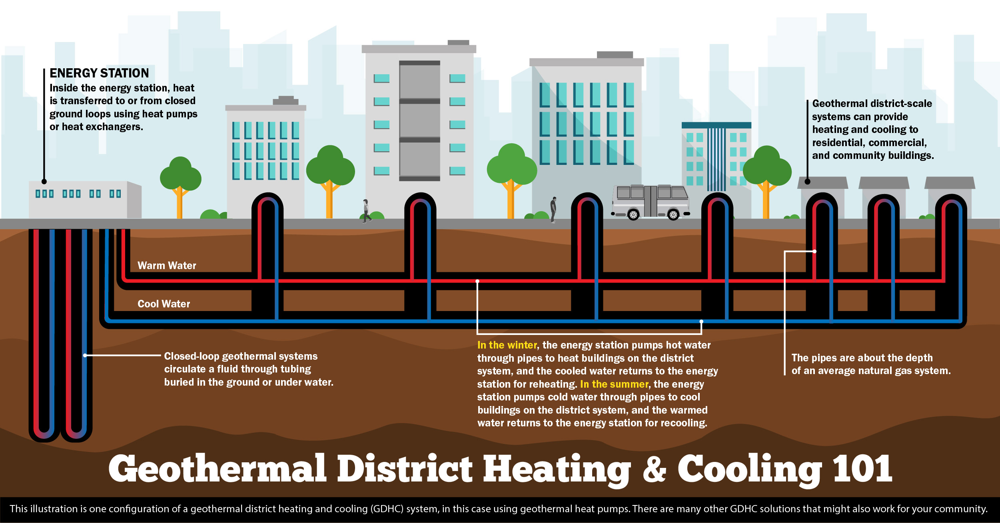 ENERGY STATION
Inside the energy station, heat
is transferred to or from closed
ground loops using heat pumps
or heat exchangers.
Geothermal district-scale
systems can provide
heating and cooling to
residential, commercial,
and community buildings.
Warm Water
Cool Water
Closed-loop geothermal systems
circulate a fluid through tubing
buried in the ground or under water.
In the winter, the energy station pumps hot water
through pipes to heat buildings on the district
system, and the cooled water returns to the energy
station for reheating. In the summer, the energy
station pumps cold water through pipes to cool
buildings on the district system, and the warmed
water returns to the energy station for recooling.
The pipes are about the depth
of an average natural gas system.
Geothermal District Heating & Cooling 101
This illustration is one configuration of a geothermal district heating and cooling (GDHC) system, in this case using geothermal heat pumps. There are many other GDHC solutions that might also work for your community.